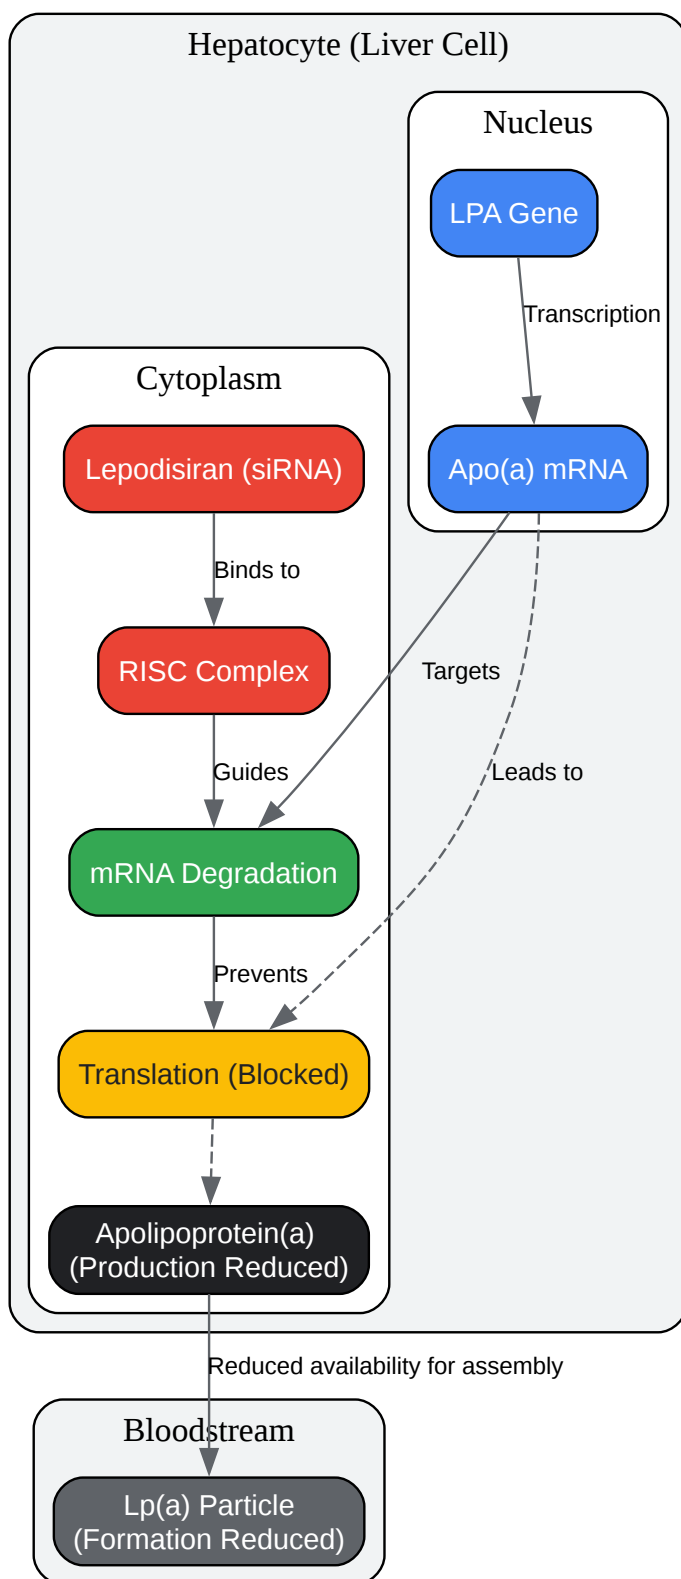 Hepatocyte (Liver Cell)
Nucleus
LPA Gene
Transcription
Cytoplasm
Lepodisiran (siRNA)
Apo(a) mRNA
Binds to
RISC Complex
Targets
Guides
Leads to
mRNA Degradation
Prevents
Translation (Blocked)
Apolipoprotein(a)
(Production Reduced)
Reduced availability for assembly
Bloodstream
Lp(a) Particle
(Formation Reduced)